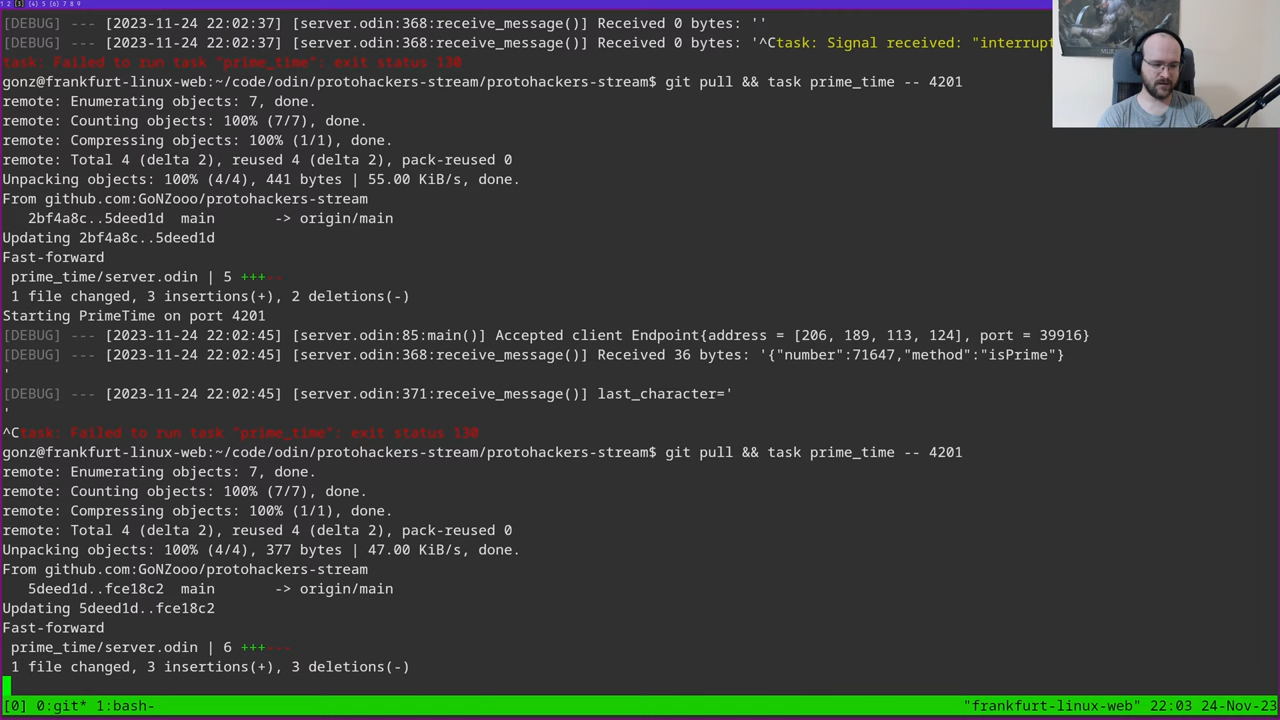 1 2 [3] (4) 5 (6) 7 8 9
[DEBUG] --- [2023-11-24 22:02:37] [server.odin:368:receive_message()] Received 0 bytes: ''
[DEBUG] --- [2023-11-24 22:02:37] [server.odin:368:receive_message()] Received 0 bytes: '^Ctask: Signal received: "interrupt
task: Failed to run task "prime_time": exit status 130
gonz@frankfurt-linux-web:~/code/odin/protohackers-stream/protohackers-stream$ git pull && task prime_time -- 4201
remote: Enumerating objects: 7, done.
remote: Counting objects: 100% (7/7), done.
remote: Compressing objects: 100% (1/1), done.
remote: Total 4 (delta 2), reused 4 (delta 2), pack-reused 0
Unpacking objects: 100% (4/4), 441 bytes | 55.00 KiB/s, done.
From github.com:GoNZooo/protohackers-stream
   2bf4a8c..5deed1d  main       -> origin/main
Updating 2bf4a8c..5deed1d
Fast-forward
 prime_time/server.odin | 5 +++--
 1 file changed, 3 insertions(+), 2 deletions(-)
Starting PrimeTime on port 4201
[DEBUG] --- [2023-11-24 22:02:45] [server.odin:85:main()] Accepted client Endpoint{address = [206, 189, 113, 124], port = 39916}
[DEBUG] --- [2023-11-24 22:02:45] [server.odin:368:receive_message()] Received 36 bytes: '{"number":71647,"method":"isPrime"}
'
[DEBUG] --- [2023-11-24 22:02:45] [server.odin:371:receive_message()] last_character='
'
^Ctask: Failed to run task "prime_time": exit status 130
gonz@frankfurt-linux-web:~/code/odin/protohackers-stream/protohackers-stream$ git pull && task prime_time -- 4201
remote: Enumerating objects: 7, done.
remote: Counting objects: 100% (7/7), done.
remote: Compressing objects: 100% (1/1), done.
remote: Total 4 (delta 2), reused 4 (delta 2), pack-reused 0
Unpacking objects: 100% (4/4), 377 bytes | 47.00 KiB/s, done.
From github.com:GoNZooo/protohackers-stream
   5deed1d..fce18c2  main       -> origin/main
Updating 5deed1d..fce18c2
Fast-forward
 prime_time/server.odin | 6 +++---
 1 file changed, 3 insertions(+), 3 deletions(-)
[0] 0:git* 1:bash- "frankfurt-linux-web" 22:03 24-Nov-23